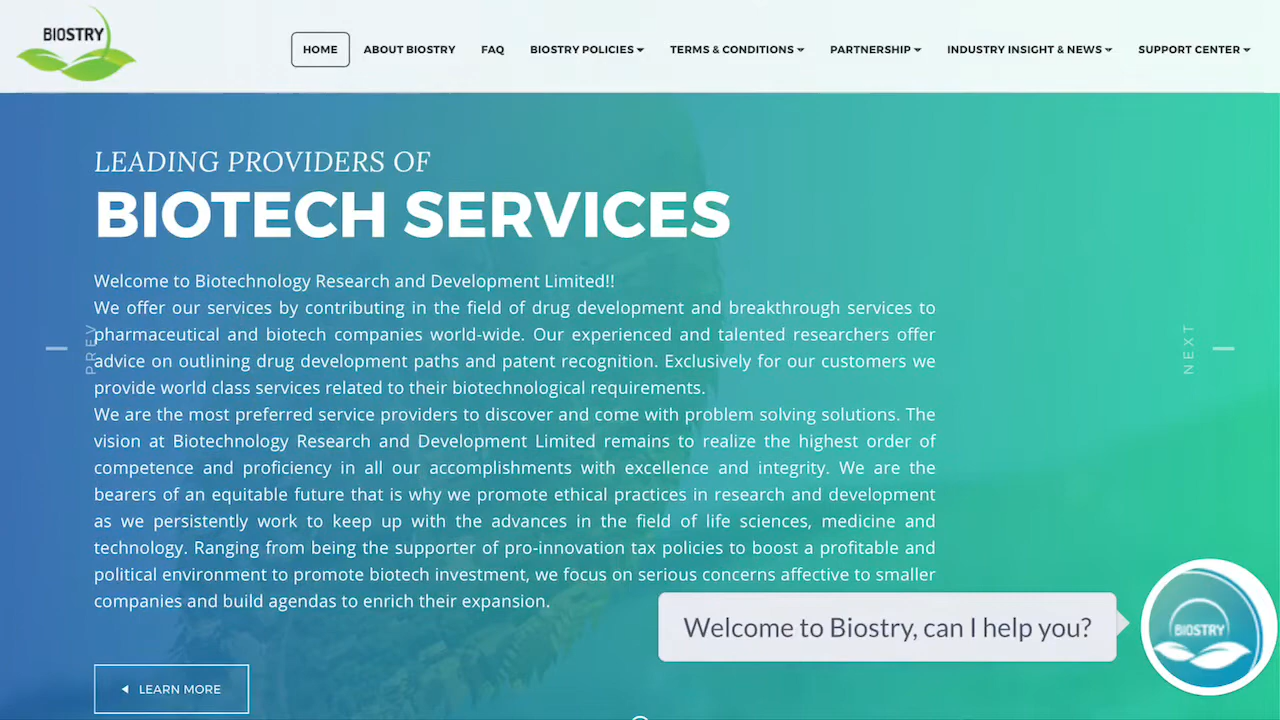 BIOSTRY
HOME
ABOUT BIOSTRY
FAQ
BIOSTRY POLICIES
TERMS & CONDITIONS
PARTNERSHIP
INDUSTRY INSIGHT & NEWS
SUPPORT CENTER
LEADING PROVIDERS OF
BIOTECH SERVICES
Welcome to Biotechnology Research and Development Limited!!
We offer our services by contributing in the field of drug development and breakthrough services to
pharmaceutical and biotech companies world-wide. Our experienced and talented researchers offer
advice on outlining drug development paths and patent recognition. Exclusively for our customers we
provide world class services related to their biotechnological requirements.
We are the most preferred service providers to discover and come with problem solving solutions. The
vision at Biotechnology Research and Development Limited remains to realize the highest order of
competence and proficiency in all our accomplishments with excellence and integrity. We are the
bearers of an equitable future that is why we promote ethical practices in research and development
as we persistently work to keep up with the advances in the field of life sciences, medicine and
technology. Ranging from being the supporter of pro-innovation tax policies to boost a profitable and
political environment to promote biotech investment, we focus on serious concerns affective to smaller
companies and build agendas to enrich their expansion.
PREV
NEXT
LEARN MORE
Welcome to Biostry, can I help you?
BIOSTRY